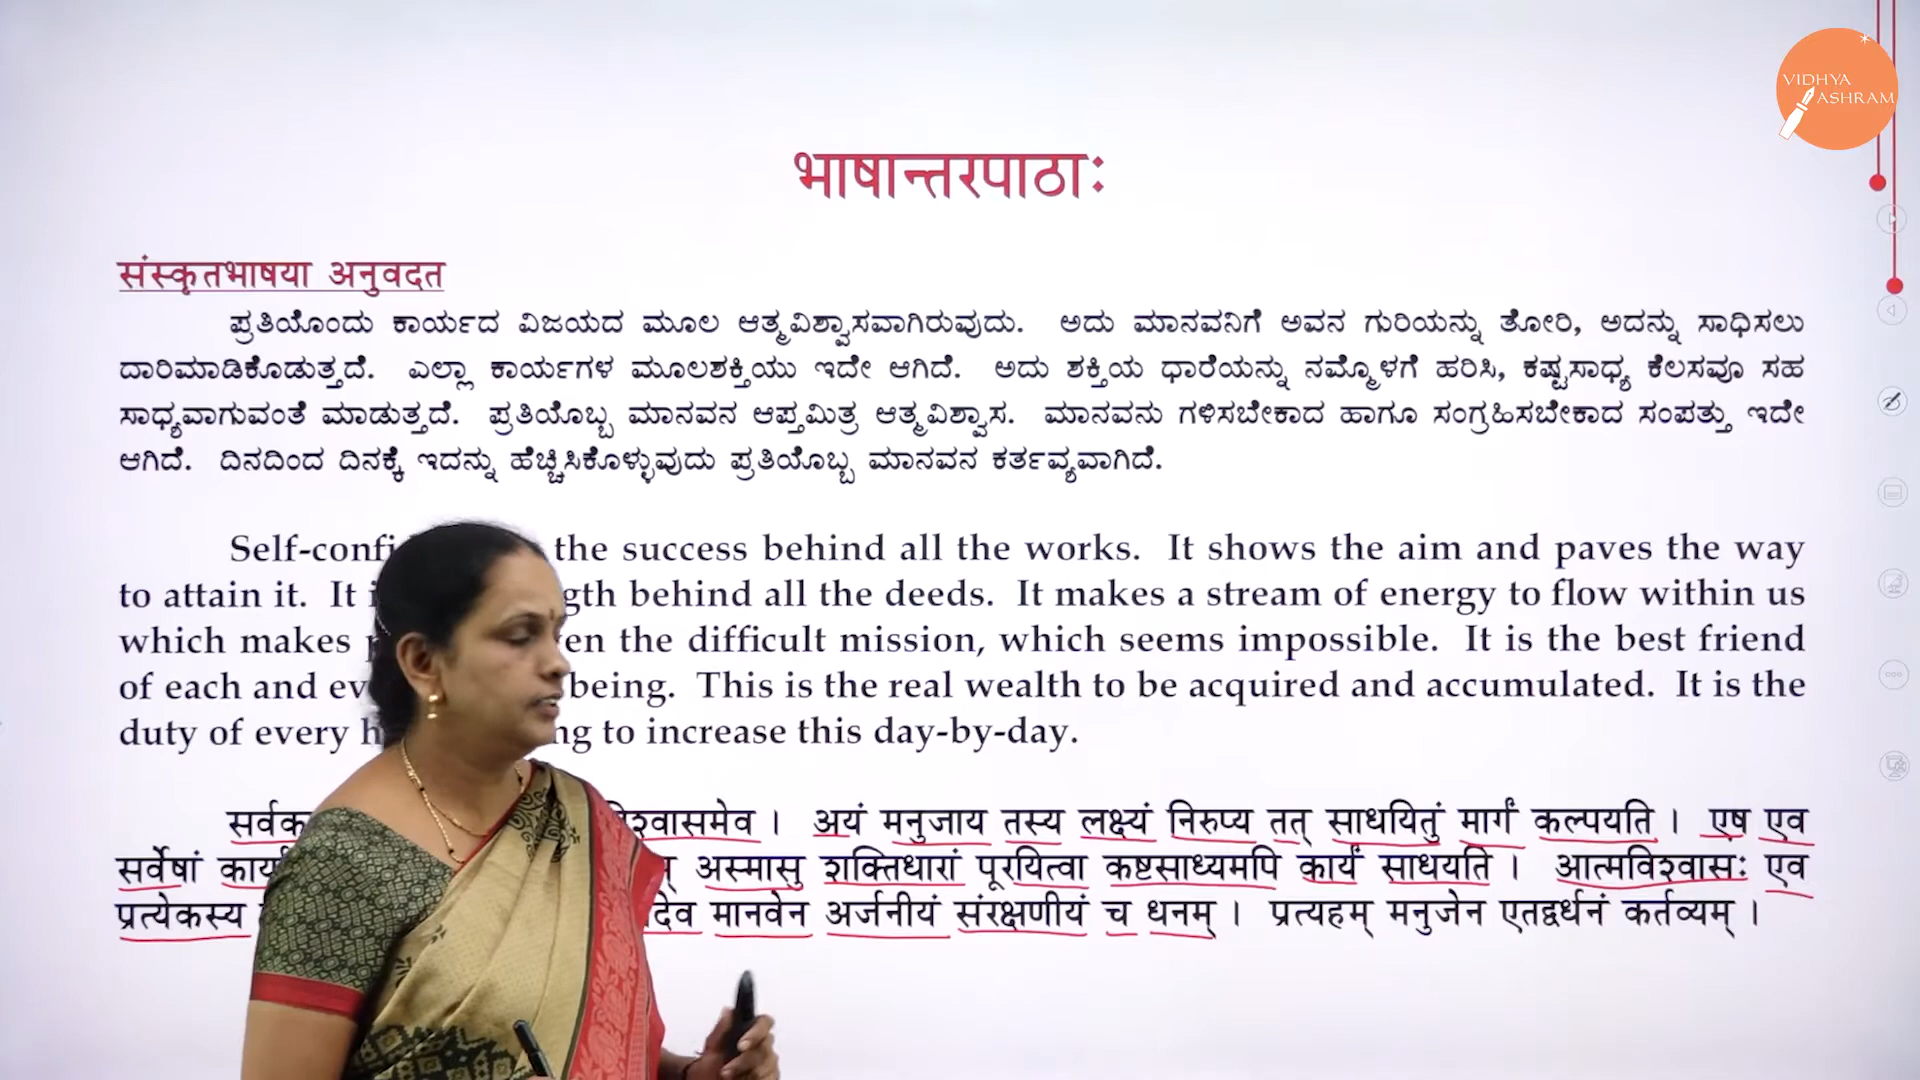 VIDHYA
ASHRAM
भाषान्तरपाठाः
संस्कृतभाषया अनुवदत
ಪ್ರತಿಯೊಂದು ಕಾರ್ಯದ ವಿಜಯದ ಮೂಲ ಆತ್ಮವಿಶ್ವಾಸವಾಗಿರುವುದು. ಅದು ಮಾನವನಿಗೆ ಅವನ ಗುರಿಯನ್ನು ತೋರಿ, ಅದನ್ನು ಸಾಧಿಸಲು
ದಾರಿಮಾಡಿಕೊಡುತ್ತದೆ. ಎಲ್ಲಾ ಕಾರ್ಯಗಳ ಮೂಲಶಕ್ತಿಯು ಇದೇ ಆಗಿದೆ. ಅದು ಶಕ್ತಿಯ ಧಾರೆಯನ್ನು ನಮ್ಮೊಳಗೆ ಹರಿಸಿ, ಕಷ್ಟಸಾಧ್ಯ ಕೆಲಸವೂ ಸಹ
ಸಾಧ್ಯವಾಗುವಂತೆ ಮಾಡುತ್ತದೆ. ಪ್ರತಿಯೊಬ್ಬ ಮಾನವನ ಆಪ್ತಮಿತ್ರ ಆತ್ಮವಿಶ್ವಾಸ. ಮಾನವನು ಗಳಿಸಬೇಕಾದ ಹಾಗೂ ಸಂಗ್ರಹಿಸಬೇಕಾದ ಸಂಪತ್ತು ಇದೇ
ಆಗಿದೆ. ದಿನದಿಂದ ದಿನಕ್ಕೆ ಇದನ್ನು ಹೆಚ್ಚಿಸಿಕೊಳ್ಳುವುದು ಪ್ರತಿಯೊಬ್ಬ ಮಾನವನ ಕರ್ತವ್ಯವಾಗಿದೆ.
the success behind all the works. It shows the aim and paves the way
to attain it. It behind all the deeds. It makes a stream of energy to flow within us
which makes the difficult mission, which seems impossible. It is the best friend
of each and being. This is the real wealth to be acquired and accumulated. It is the
duty of every to increase this day-by-day.
अयं मनुजाय तस्य लक्ष्यं निरुप्य तत् साधयितुं मार्गं कल्पयति । एष एव
सर्वेषां अस्मासु शक्तिधारां पूरयित्वा कष्टसाध्यमपि कार्यं साधयति । आत्मविश्वासः एव
प्रत्येकस्य मानवेन अर्जनीयं संरक्षणीयं च धनम् । प्रत्यहम् मनुजेन एतद्वर्धनं कर्तव्यम् ।